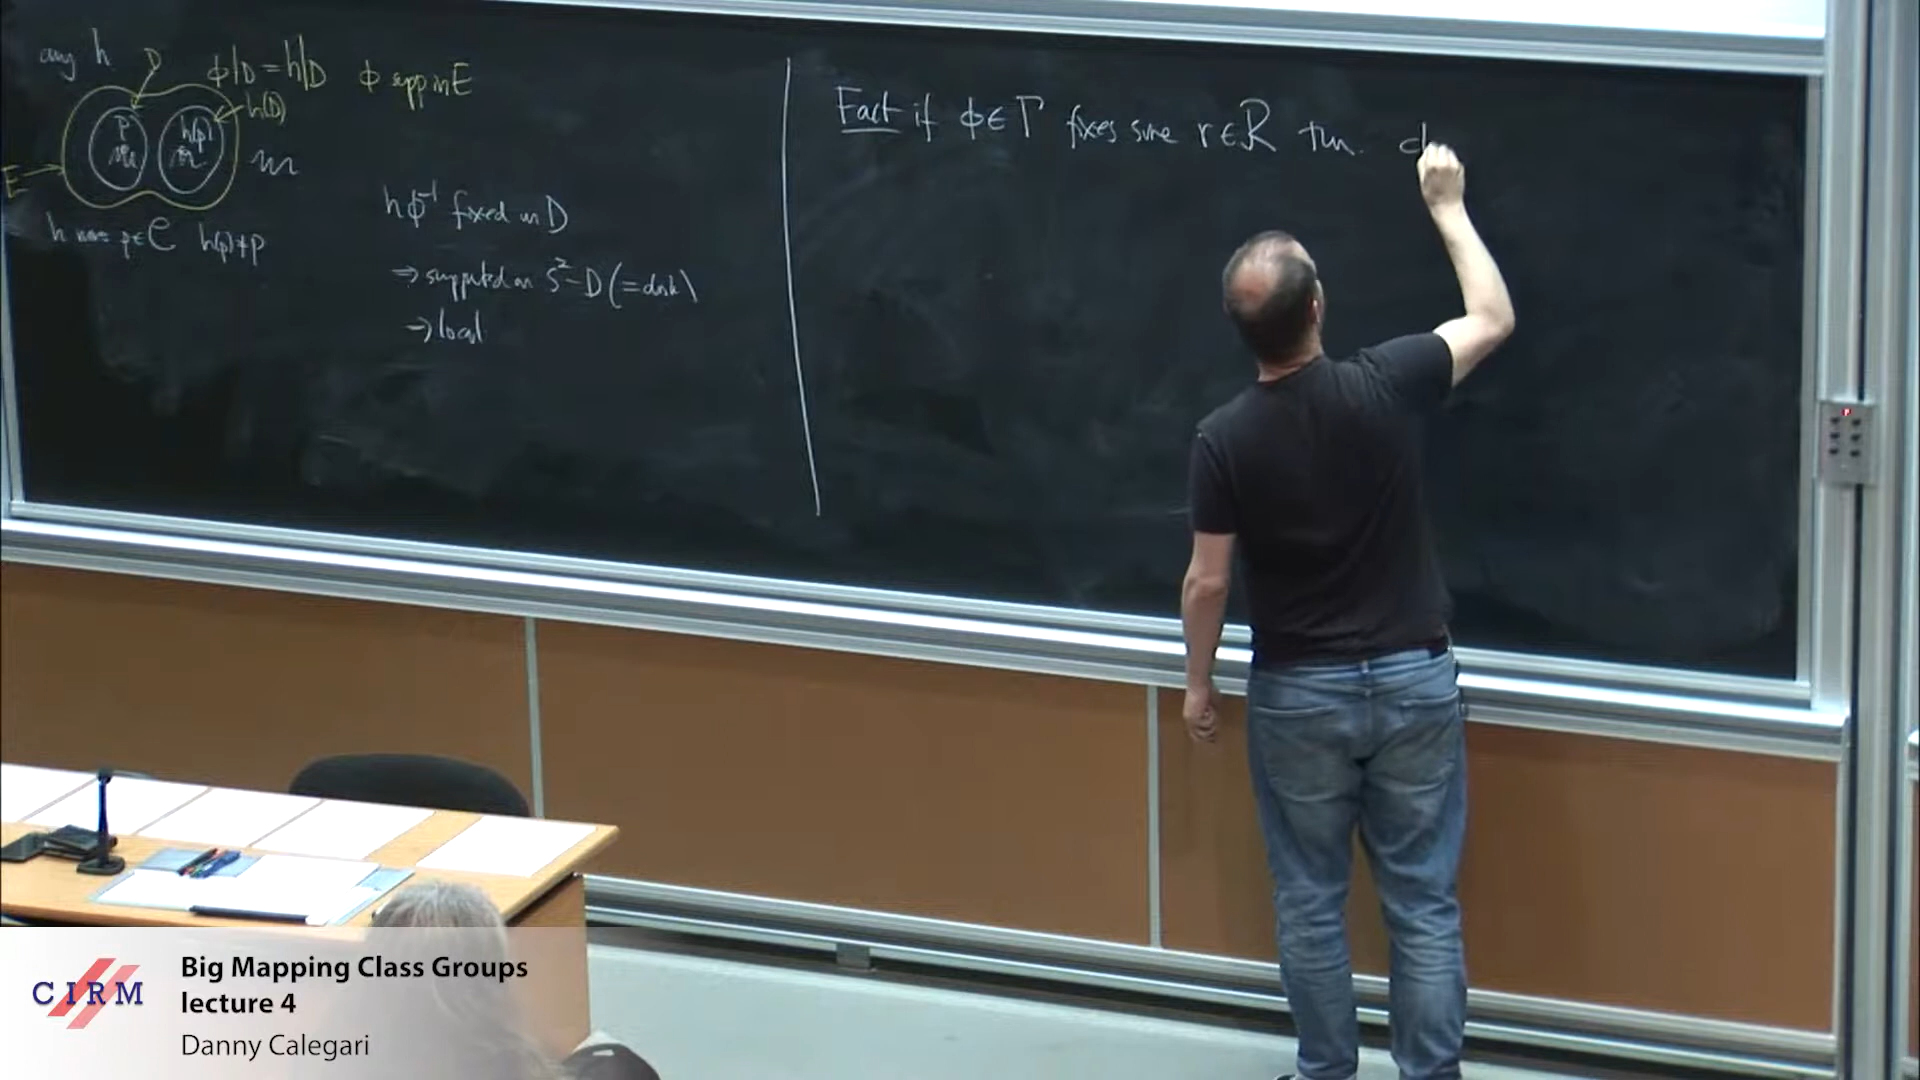 any h
D
ϕ|D = h|D ϕ supp in E
h(D)
p
h(p)
E
h moves p∈C h(p)≠p
hϕ⁻¹ fixed on D
⇒ supported on S²-D (= disk)
→ local
Fact if ϕ∈Γ fixes some r∈R then
CIRM
Big Mapping Class Groups
lecture 4
Danny Calegari